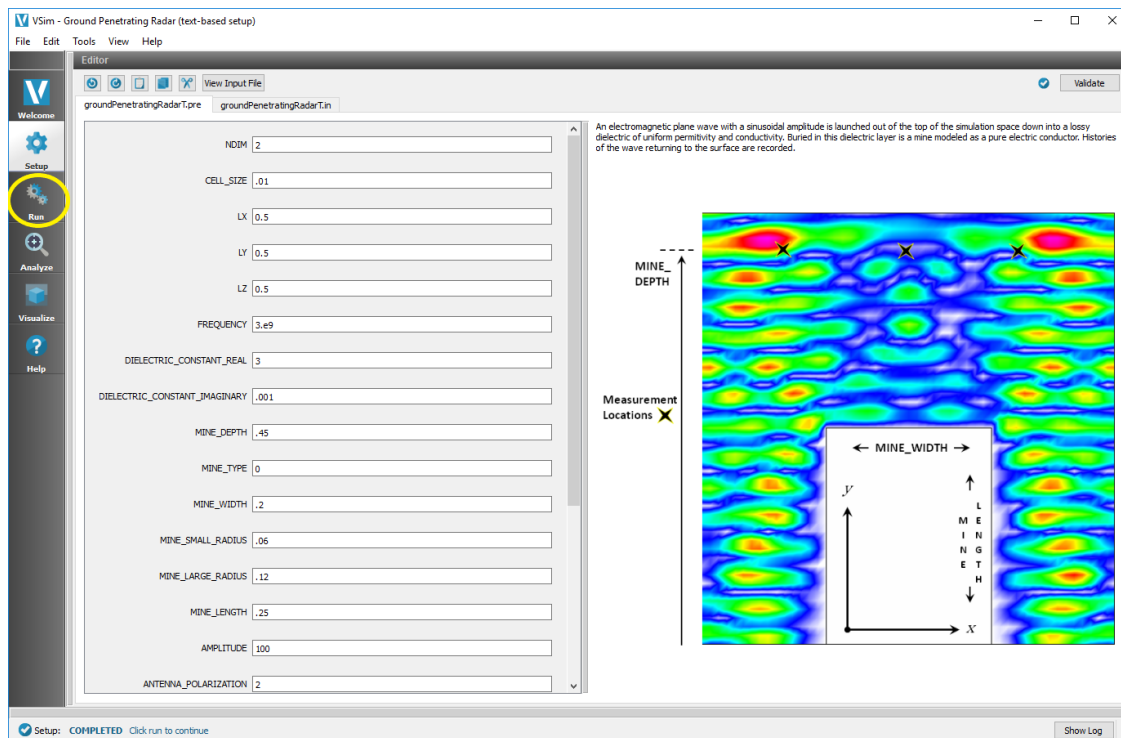 VSim - Ground Penetrating Radar (text-based setup)
File Edit Tools View Help
Editor
View Input File
Validate
groundPenetratingRadarT.pre groundPenetratingRadarT.in
Welcome
Setup
Run
Analyze
Visualize
Help
NDIM 2
CELL_SIZE .01
LX 0.5
LY 0.5
LZ 0.5
FREQUENCY 3.e9
DIELECTRIC_CONSTANT_REAL 3
DIELECTRIC_CONSTANT_IMAGINARY .001
MINE_DEPTH .45
MINE_TYPE 0
MINE_WIDTH .2
MINE_SMALL_RADIUS .06
MINE_LARGE_RADIUS .12
MINE_LENGTH .25
AMPLITUDE 100
ANTENNA_POLARIZATION 2
An electromagnetic plane wave with a sinusoidal amplitude is launched out of the top of the simulation space down into a lossy
dielectric of uniform permitivity and conductivity. Buried in this dielectric layer is a mine modeled as a pure electric conductor. Histories
of the wave returning to the surface are recorded.
MINE_
DEPTH
Measurement
Locations
MINE_WIDTH
y
MINE
LENGTH
x
Setup: COMPLETED Click run to continue
Show Log